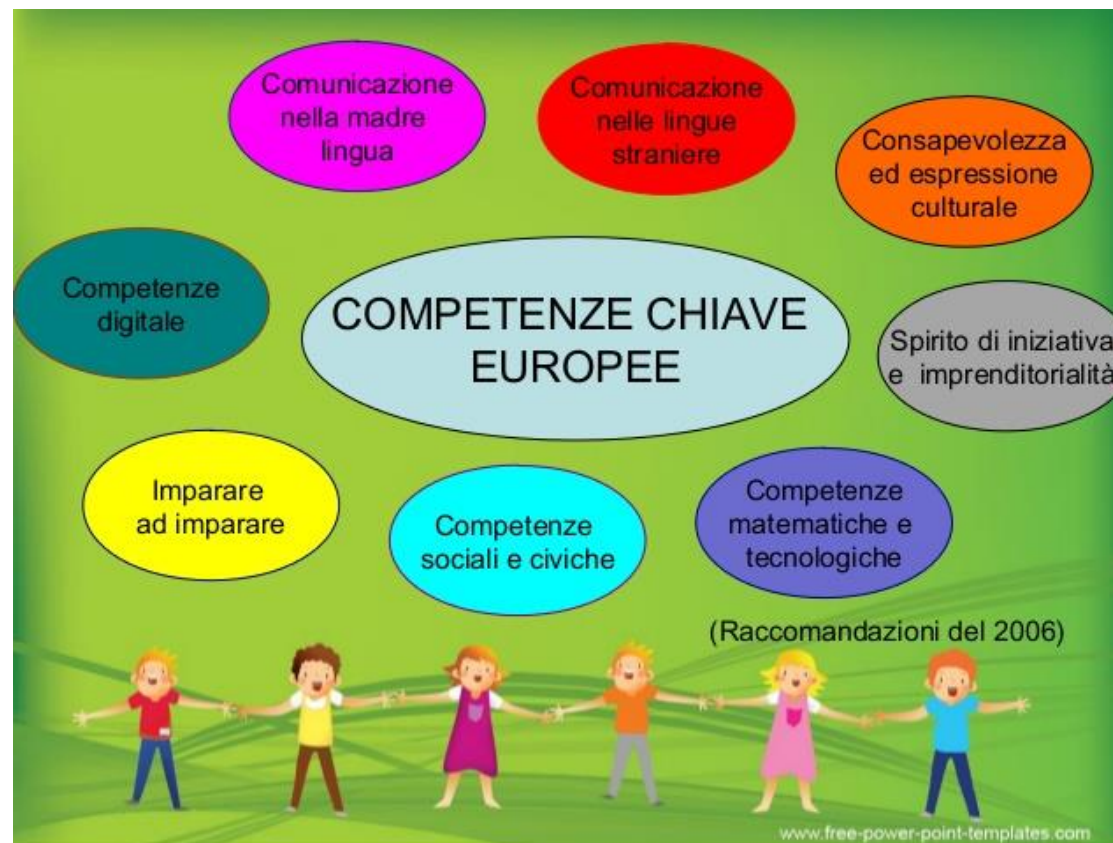 Comunicazione
nella madre
lingua
Comunicazione
nelle lingue
straniere
Consapevolezza
ed espressione
culturale
Competenze
digitale
COMPETENZE CHIAVE
EUROPEE
Spirito di iniziativa
e imprenditorialità
Imparare
ad imparare
Competenze
sociali e civiche
Competenze
matematiche e
tecnologiche
(Raccomandazioni del 2006)
www.free-power-point-templates.com